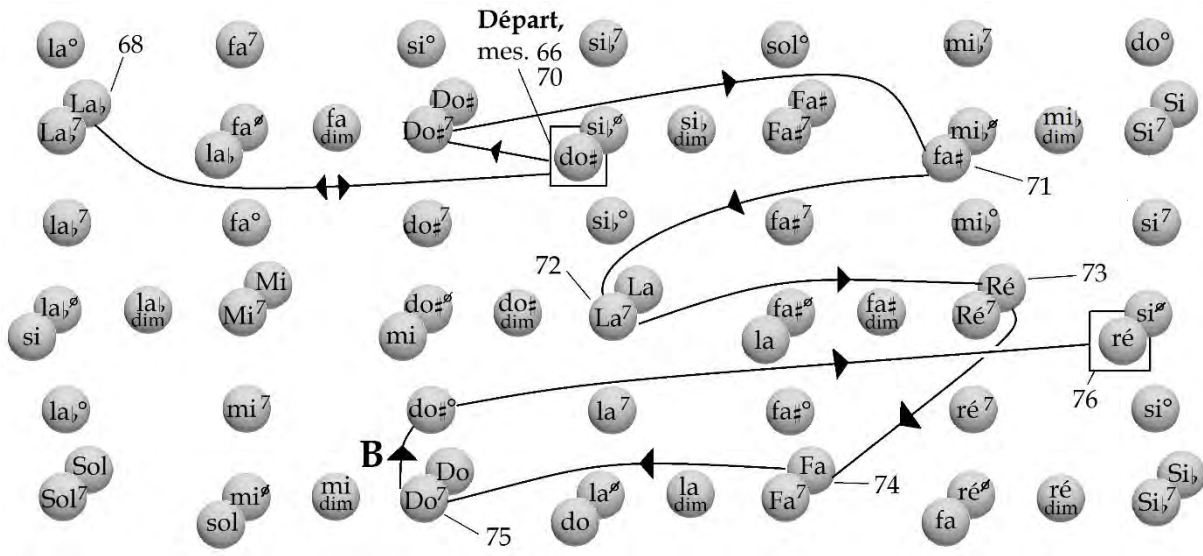 Départ,
mes. 66
70
68
la° fa⁷ si° si♭⁷ sol° mi♭⁷ do°
La♭ Do♯ Fa♯ Si
La♭⁷ fa ø fa Do♯⁷ si♭ø si♭ Fa♯⁷ mi♭ø mi♭ Si⁷
dim dim dim
la♭ do♯ fa♯
71
la♭⁷ fa° do♯⁷ si♭° fa♯⁷ mi♭° si⁷
72 73
Mi La Ré
la♭ø la♭ Mi⁷ do♯ø do♯ La⁷ fa♯ø fa♯ Ré⁷ siø
dim dim dim
si mi la ré
76
la♭° mi⁷ do♯° la⁷ fa♯° ré⁷ si°
B
Sol Do Fa Si♭
Sol⁷ miø mi Do⁷ laø la Fa⁷ réø ré Si♭⁷
dim dim dim
sol do fa
75 74